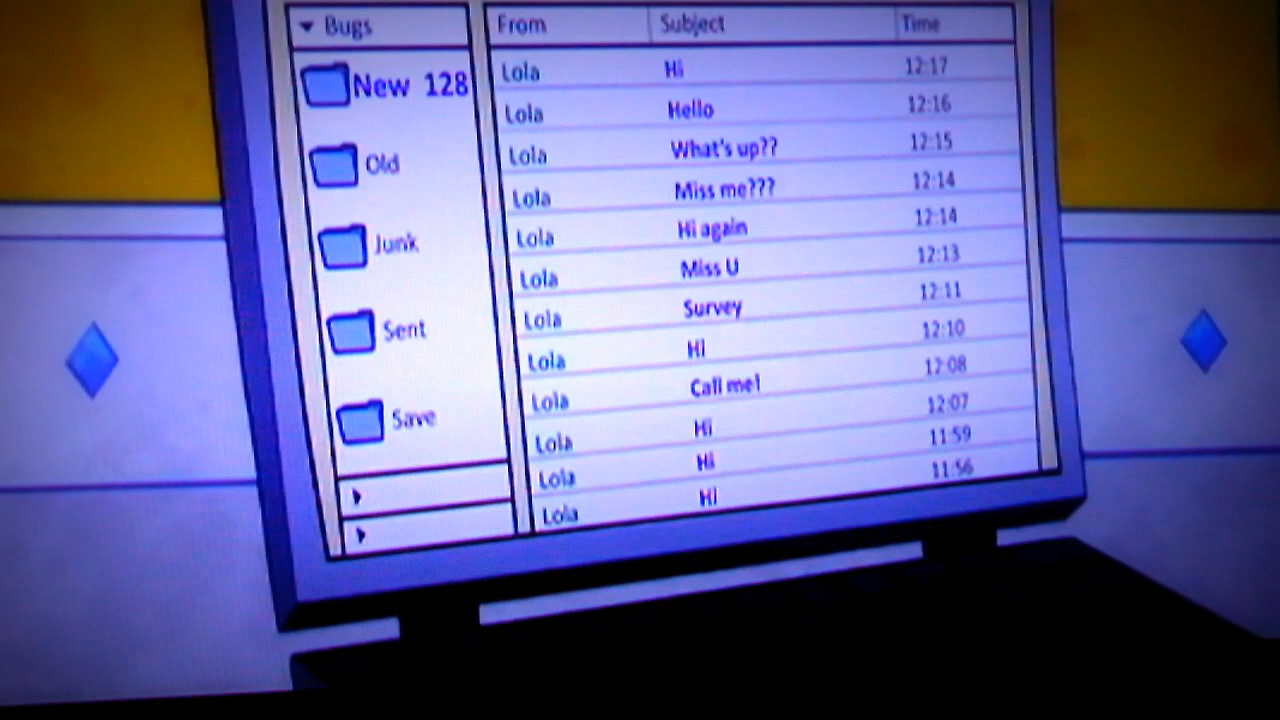 Bugs
New 128
Old
Junk
Sent
Save
From Subject Time
Lola Hi 12:17
Lola Hello 12:16
Lola What's up?? 12:15
Lola Miss me??? 12:14
Lola Hi again 12:14
Lola Miss U 12:13
Lola Survey 12:11
Lola Hi 12:10
Lola Call me! 12:08
Lola Hi 12:07
Lola Hi 11:59
Lola Hi 11:56